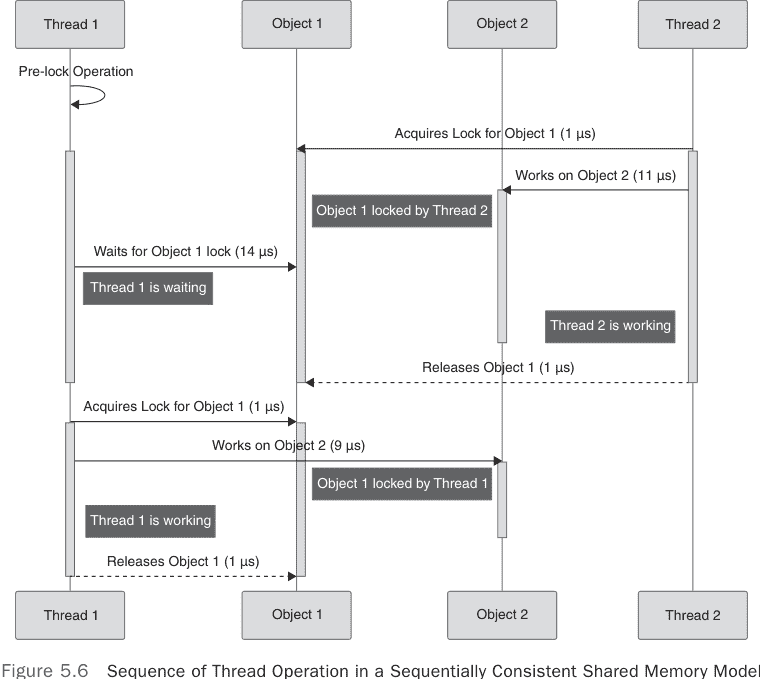 Thread 1
Object 1
Object 2
Thread 2
Pre-lock Operation
Acquires Lock for Object 1 (1 µs)
Works on Object 2 (11 µs)
Object 1 locked by Thread 2
Waits for Object 1 lock (14 µs)
Thread 1 is waiting
Thread 2 is working
Releases Object 1 (1 µs)
Acquires Lock for Object 1 (1 µs)
Works on Object 2 (9 µs)
Object 1 locked by Thread 1
Thread 1 is working
Releases Object 1 (1 µs)
Thread 1
Object 1
Object 2
Thread 2
Figure 5.6 Sequence of Thread Operation in a Sequentially Consistent Shared Memory Model